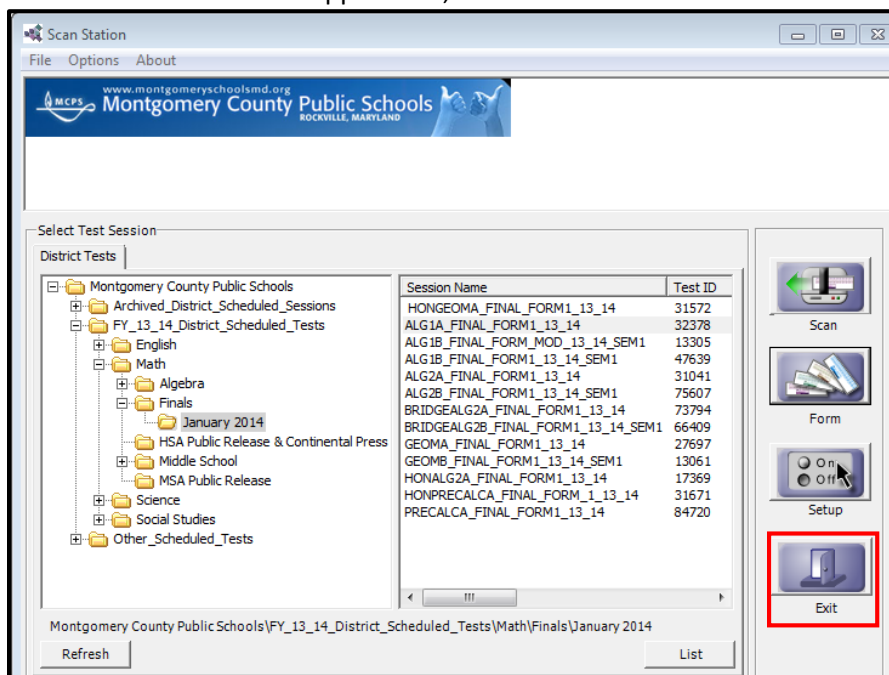 Scan Station
File Options About
www.montgomeryschoolsmd.org
MCPS Montgomery County Public Schools
ROCKVILLE, MARYLAND
Select Test Session
District Tests
Montgomery County Public Schools
Archived_District_Scheduled_Sessions
FY_13_14_District_Scheduled_Tests
English
Math
Algebra
Finals
January 2014
HSA Public Release & Continental Press
Middle School
MSA Public Release
Science
Social Studies
Other_Scheduled_Tests
Session Name Test ID
HONGEOMA_FINAL_FORM1_13_14 31572
ALG1A_FINAL_FORM1_13_14 32378
ALG1B_FINAL_FORM_MOD_13_14_SEM1 13305
ALG1B_FINAL_FORM1_13_14_SEM1 47639
ALG2A_FINAL_FORM1_13_14 31041
ALG2B_FINAL_FORM1_13_14_SEM1 75607
BRIDGEALG2A_FINAL_FORM1_13_14 73794
BRIDGEALG2B_FINAL_FORM1_13_14_SEM1 66409
GEOMA_FINAL_FORM1_13_14 27697
GEOMB_FINAL_FORM1_13_14_SEM1 13061
HONALG2A_FINAL_FORM1_13_14 17369
HONPRECALCA_FINAL_FORM_1_13_14 31671
PRECALCA_FINAL_FORM1_13_14 84720
Scan
Form
On
Off
Setup
Exit
Montgomery County Public Schools\FY_13_14_District_Scheduled_Tests\Math\Finals\January 2014
Refresh List